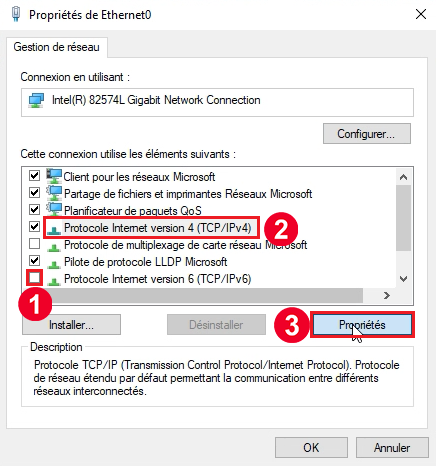 Propriétés de Ethernet0
Gestion de réseau
Connexion en utilisant :
Intel(R) 82574L Gigabit Network Connection
Configurer...
Cette connexion utilise les éléments suivants :
Client pour les réseaux Microsoft
Partage de fichiers et imprimantes Réseaux Microsoft
Planificateur de paquets QoS
Protocole Internet version 4 (TCP/IPv4)
2
Protocole de multiplexage de carte réseau Microsoft
Pilote de protocole LLDP Microsoft
Protocole Internet version 6 (TCP/IPv6)
1
Installer...
Désinstaller
3
Propriétés
Description
Protocole TCP/IP (Transmission Control Protocol/Internet Protocol). Protocole
de réseau étendu par défaut permettant la communication entre différents
réseaux interconnectés.
OK
Annuler